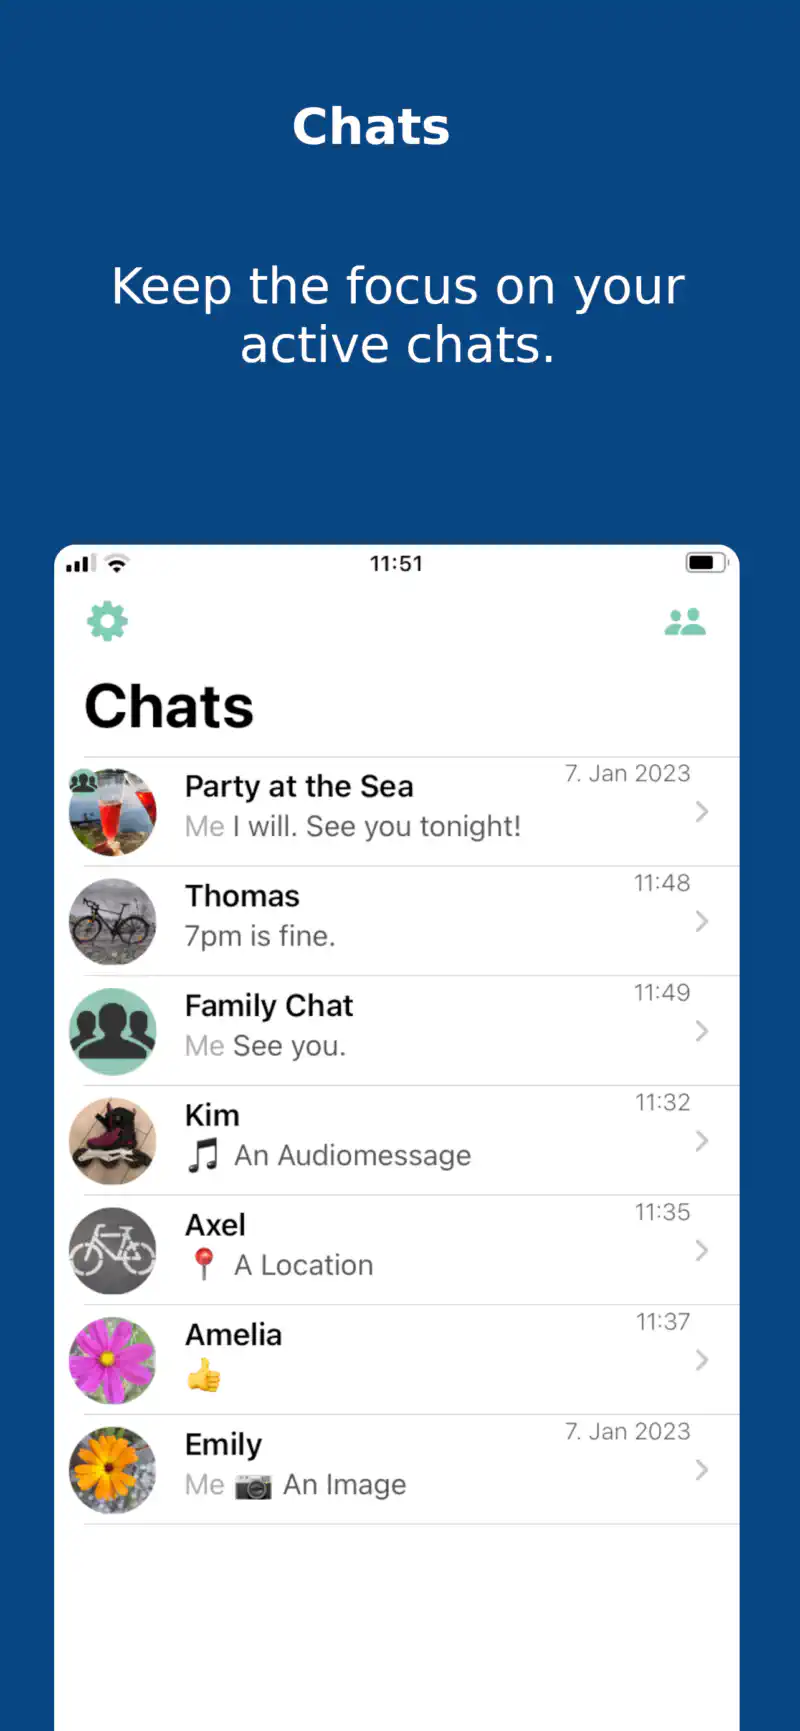 Chats
Keep the focus on your
active chats.
11:51
Chats
Party at the Sea
7. Jan 2023
Me I will. See you tonight!
Thomas
11:48
7pm is fine.
Family Chat
11:49
Me See you.
Kim
11:32
🎵 An Audiomessage
Axel
11:35
📍 A Location
Amelia
11:37
👍
Emily
7. Jan 2023
Me 📷 An Image